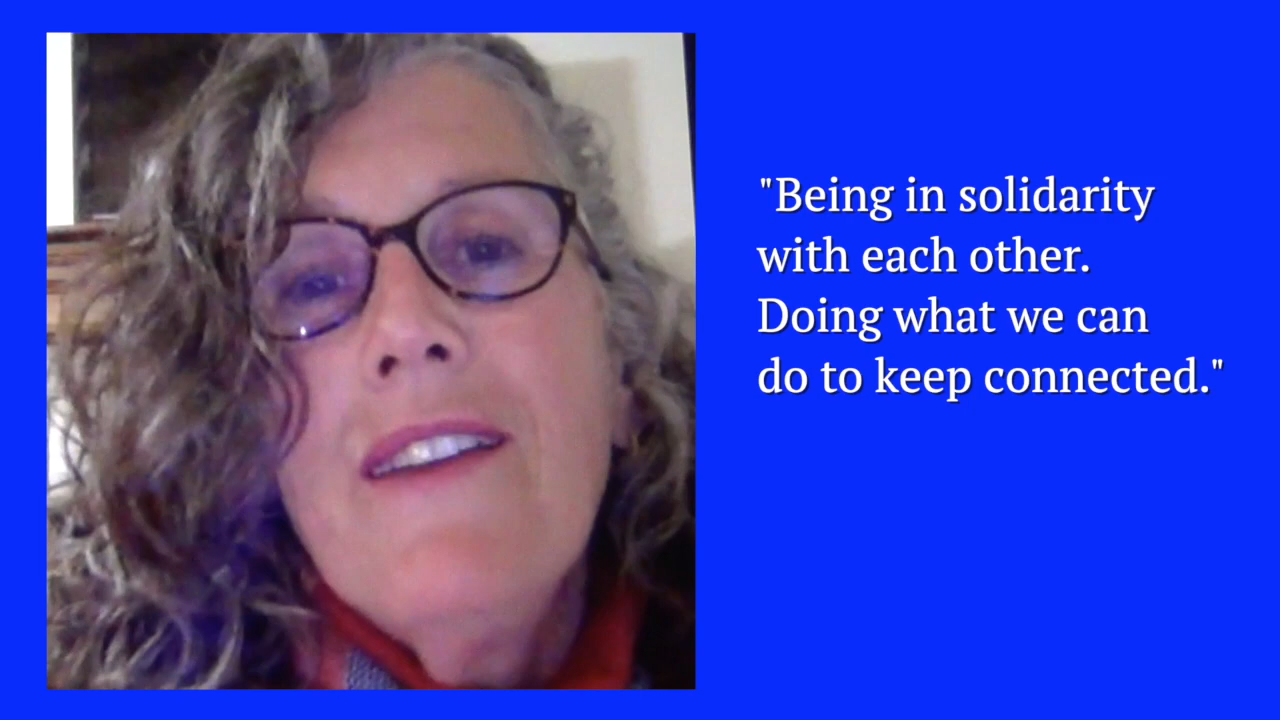 "Being in solidarity
with each other.
Doing what we can
do to keep connected."